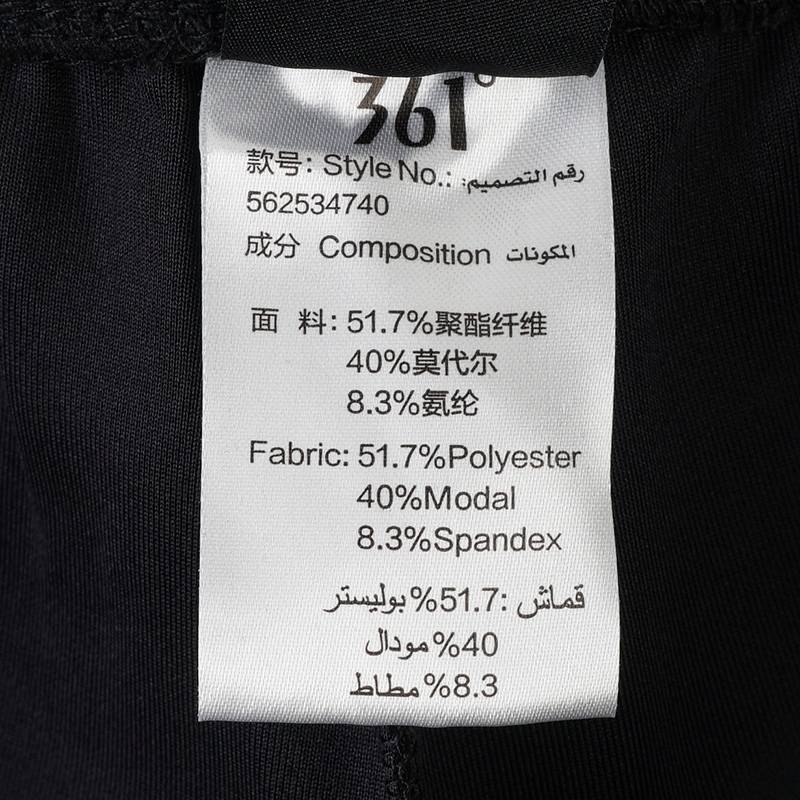 361°
款号: Style No.: رقم التصميم:
562534740
成分 Composition المكونات
面 料: 51.7%聚酯纤维
40%莫代尔
8.3%氨纶
Fabric: 51.7%Polyester
40%Modal
8.3%Spandex
قماش: 51.7%بوليستر
40%مودال
8.3%مطاط